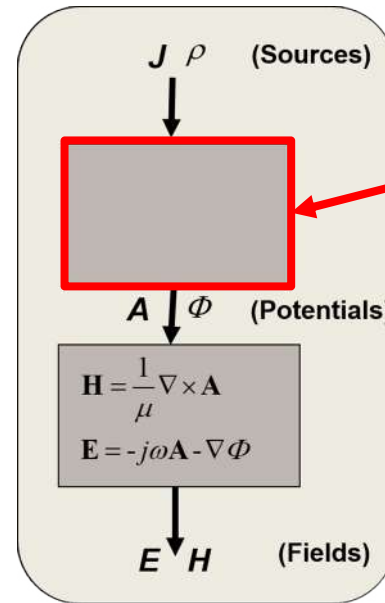 J ρ (Sources)
A Φ (Potentials)
H = 1/μ ∇ × A
E = -jωA - ∇Φ
E H (Fields)